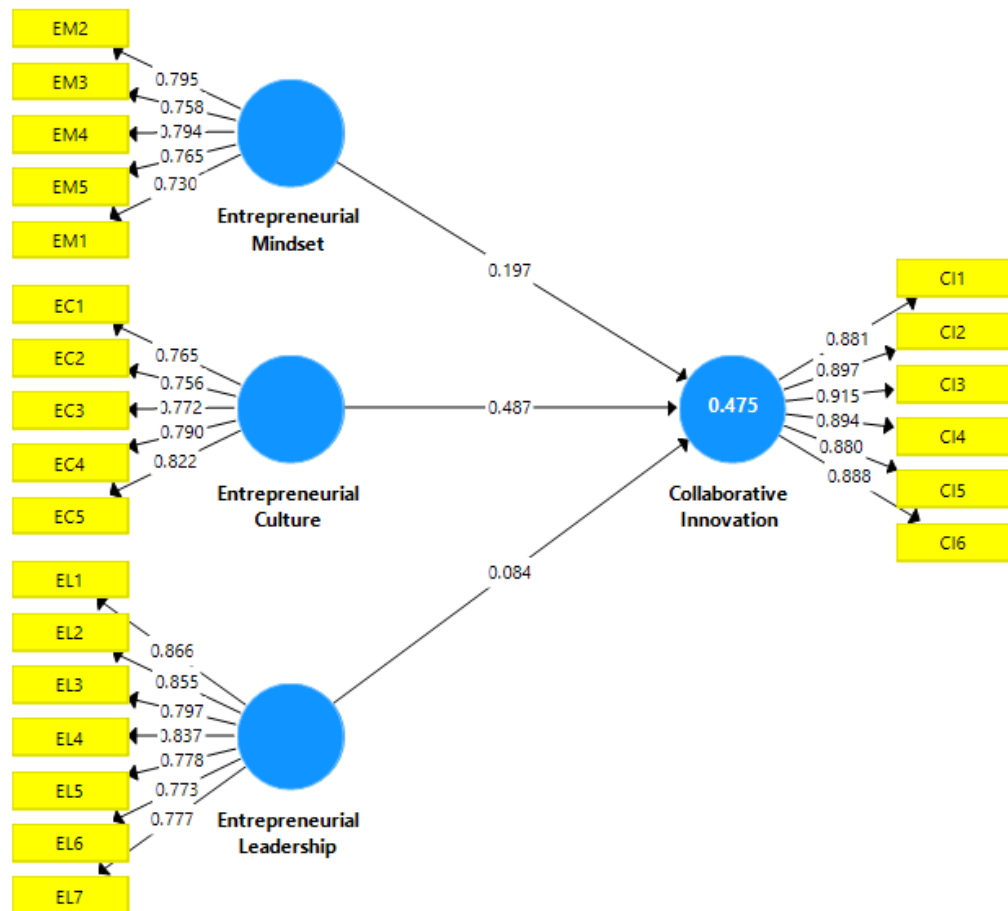 EM2
EM3
EM4
EM5
EM1
0.795
0.758
0.794
0.765
0.730
Entrepreneurial
Mindset
0.197
EC1
EC2
EC3
EC4
EC5
0.765
0.756
0.772
0.790
0.822
Entrepreneurial
Culture
0.487
EL1
EL2
EL3
EL4
EL5
EL6
EL7
0.866
0.855
0.797
0.837
0.778
0.773
0.777
Entrepreneurial
Leadership
0.084
0.475
Collaborative
Innovation
0.881
0.897
0.915
0.894
0.880
0.888
CI1
CI2
CI3
CI4
CI5
CI6